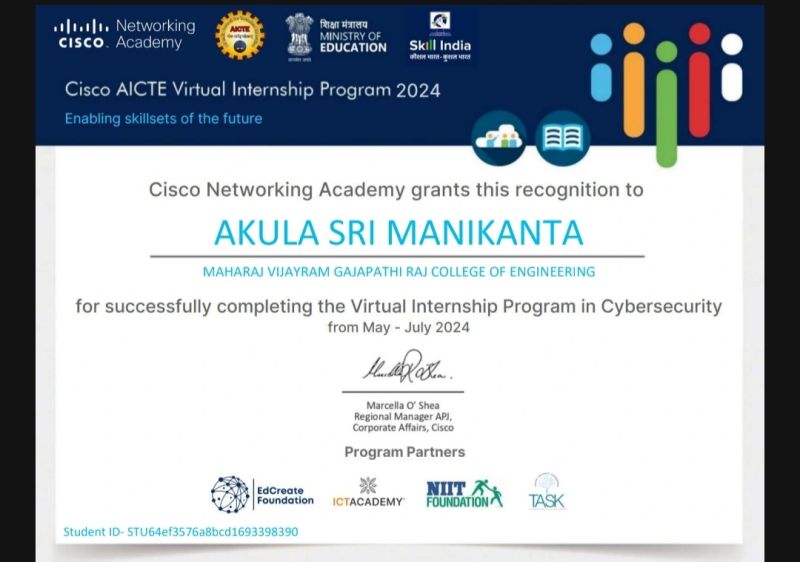 CISCO
Networking
Academy
AICTE
शिक्षा मंत्रालय
MINISTRY OF
EDUCATION
Skill India
कौशल भारत - कुशल भारत
Cisco AICTE Virtual Internship Program 2024
Enabling skillsets of the future
Cisco Networking Academy grants this recognition to
AKULA SRI MANIKANTA
MAHARAJ VIJAYRAM GAJAPATHI RAJ COLLEGE OF ENGINEERING
for successfully completing the Virtual Internship Program in Cybersecurity
from May - July 2024
Marcella O' Shea
Regional Manager APJ,
Corporate Affairs, Cisco
Program Partners
EdCreate
Foundation
ICTACADEMY
NIIT
FOUNDATION
TASK
Student ID- STU64ef3576a8bcd1693398390